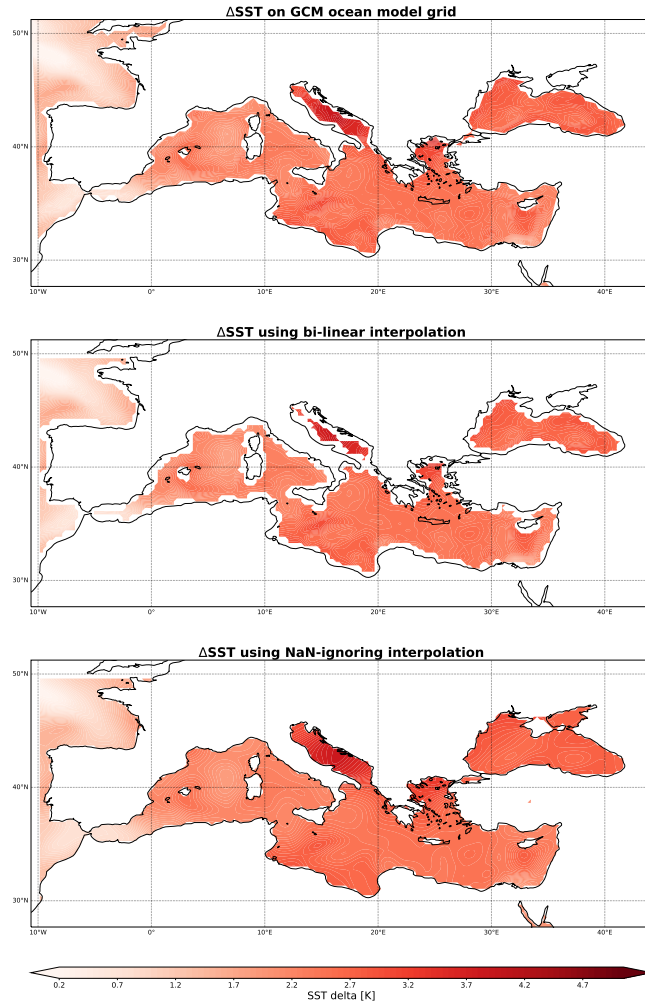 ΔSST on GCM ocean model grid
50°N
40°N
30°N
10°W 0° 10°E 20°E 30°E 40°E
ΔSST using bi-linear interpolation
50°N
40°N
30°N
10°W 0° 10°E 20°E 30°E 40°E
ΔSST using NaN-ignoring interpolation
50°N
40°N
30°N
10°W 0° 10°E 20°E 30°E 40°E
0.2 0.7 1.2 1.7 2.2 2.7 3.2 3.7 4.2 4.7
SST delta [K]